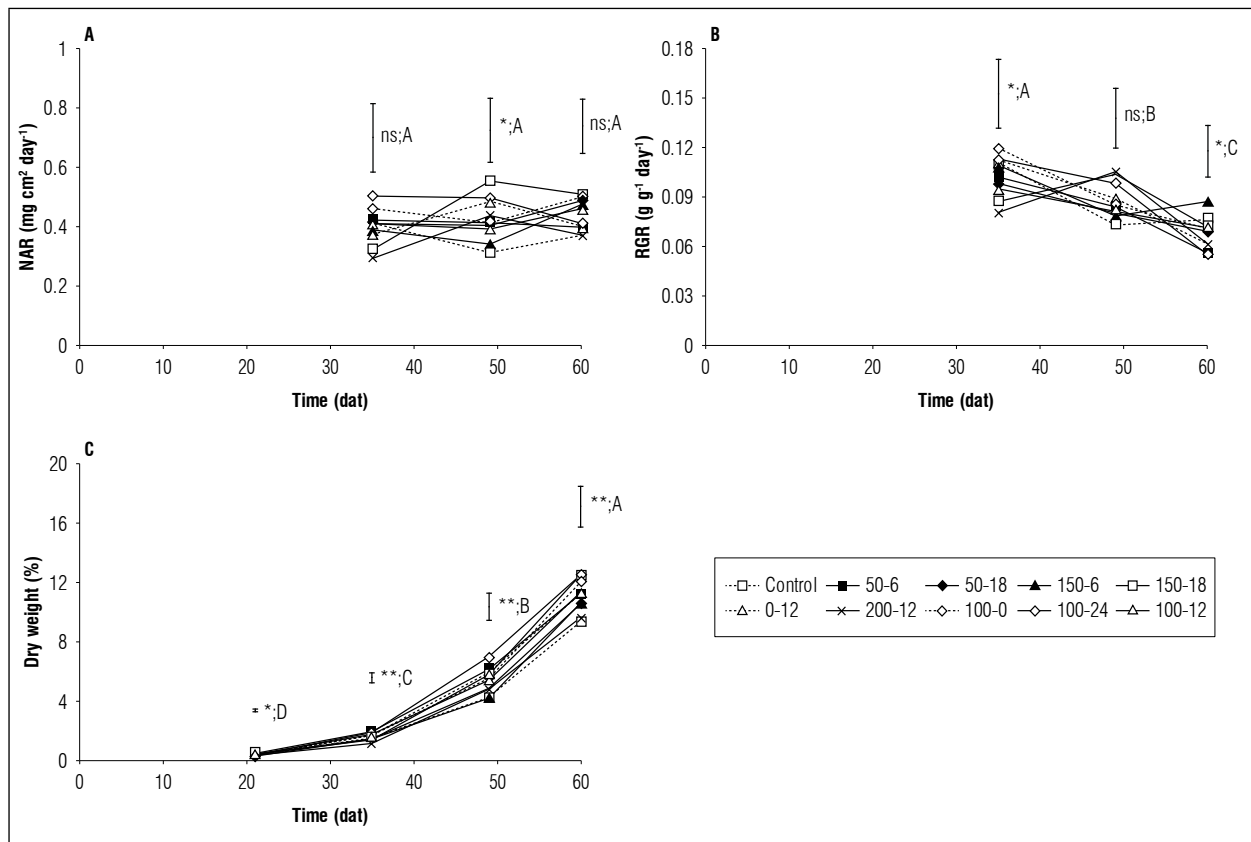 A
1
0.8
0.6
0.4
0.2
0
NAR (mg cm² day⁻¹)
ns;A
*;A
ns;A
0 10 20 30 40 50 60
Time (dat)
B
0.18
0.15
0.12
0.09
0.06
0.03
0.00
RGR (g g⁻¹ day⁻¹)
*;A
ns;B
*;C
0 10 20 30 40 50 60
Time (dat)
C
20
16
12
8
4
0
Dry weight (%)
*;D
**;C
**;B
**;A
0 10 20 30 40 50 60
Time (dat)
Control 50-6 50-18 150-6 150-18
0-12 200-12 100-0 100-24 100-12